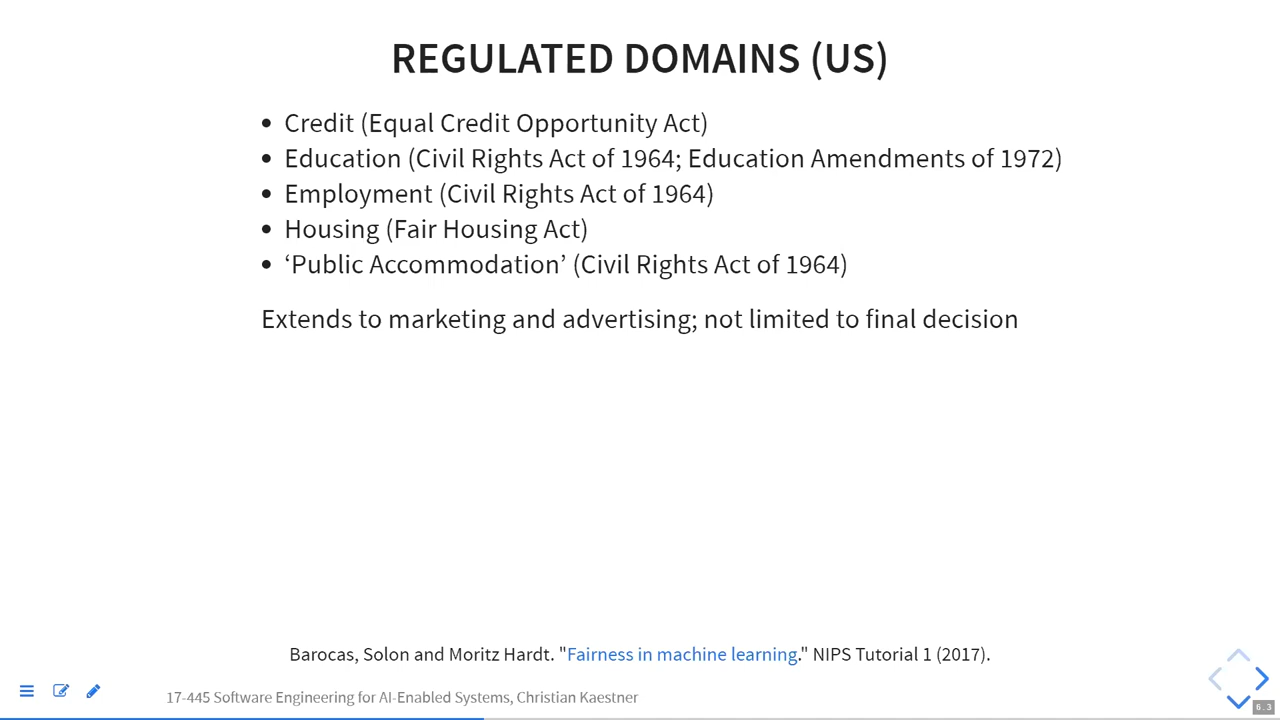 REGULATED DOMAINS (US)
• Credit (Equal Credit Opportunity Act)
• Education (Civil Rights Act of 1964; Education Amendments of 1972)
• Employment (Civil Rights Act of 1964)
• Housing (Fair Housing Act)
• ‘Public Accommodation’ (Civil Rights Act of 1964)
Extends to marketing and advertising; not limited to final decision
Barocas, Solon and Moritz Hardt. "Fairness in machine learning." NIPS Tutorial 1 (2017).
17-445 Software Engineering for AI-Enabled Systems, Christian Kaestner
6.3